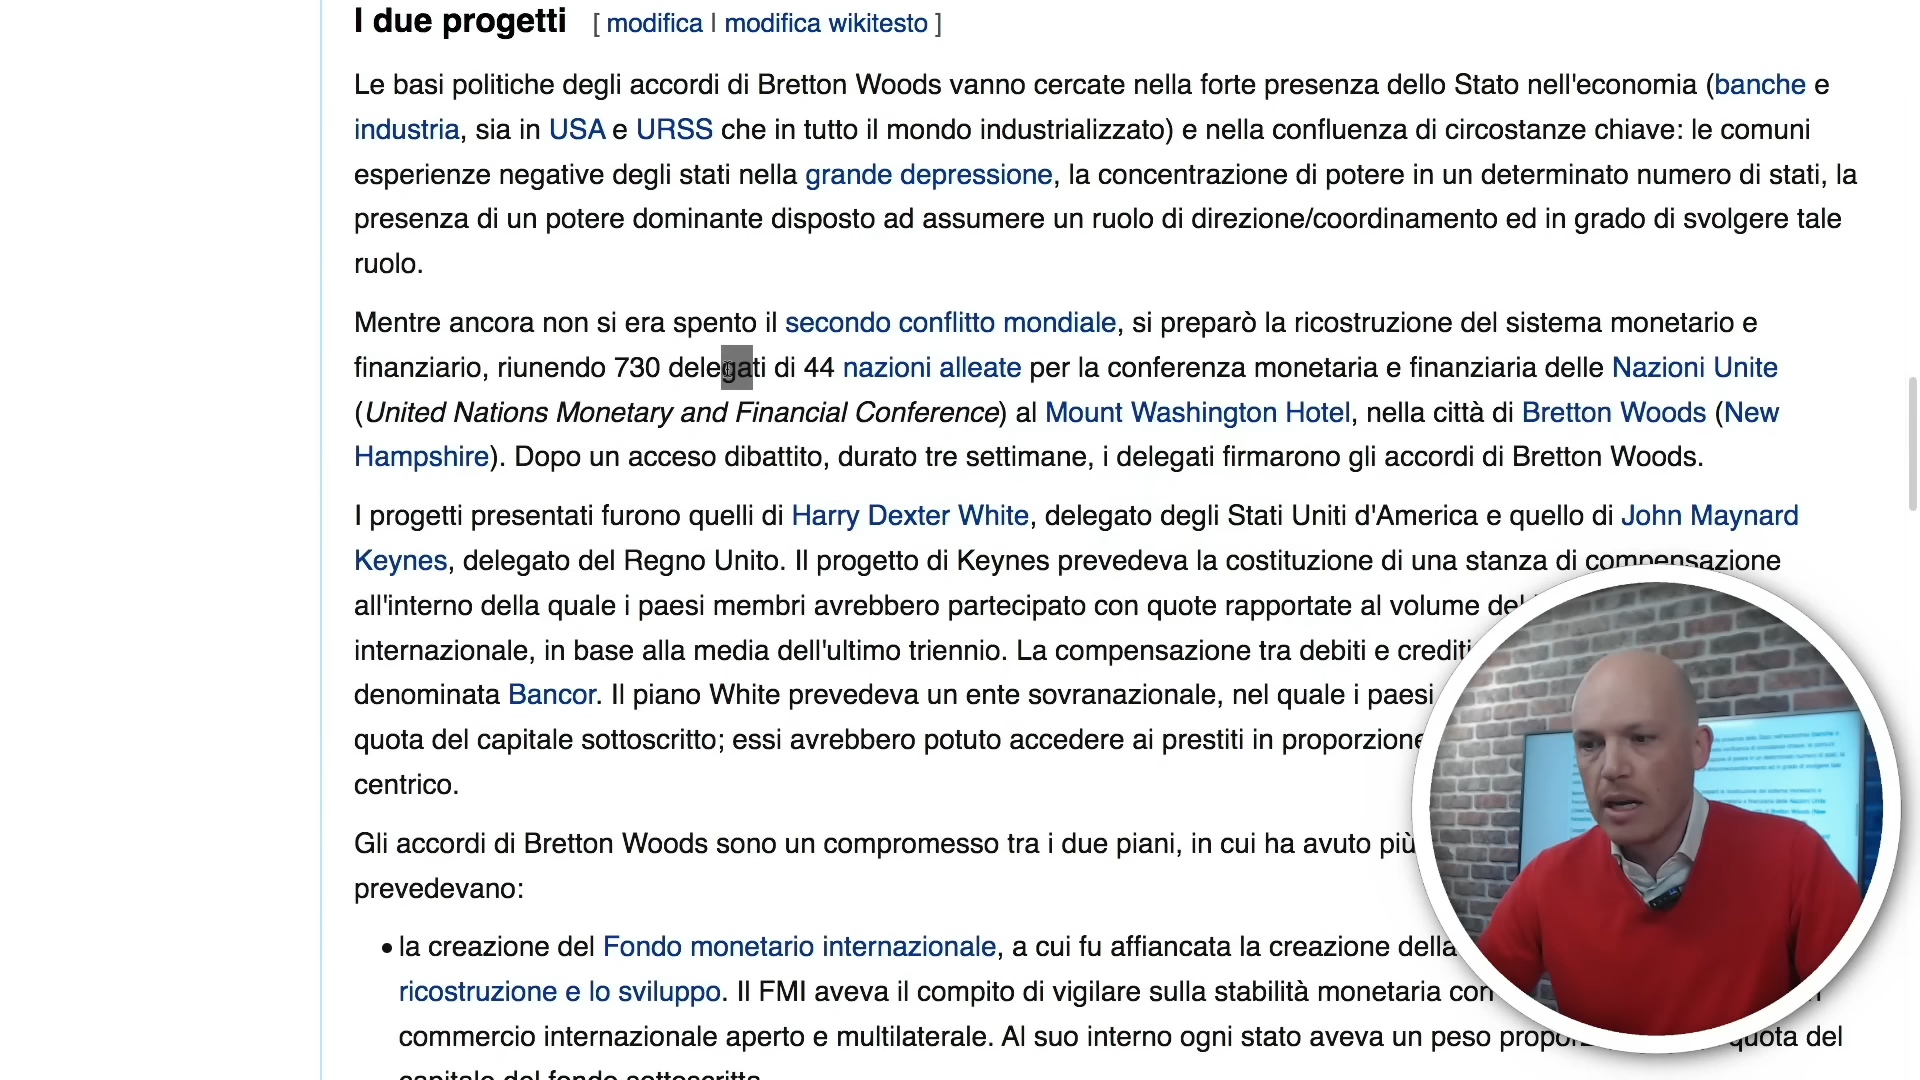 I due progetti [ modifica | modifica wikitesto ]
Le basi politiche degli accordi di Bretton Woods vanno cercate nella forte presenza dello Stato nell'economia (banche e
industria, sia in USA e URSS che in tutto il mondo industrializzato) e nella confluenza di circostanze chiave: le comuni
esperienze negative degli stati nella grande depressione, la concentrazione di potere in un determinato numero di stati, la
presenza di un potere dominante disposto ad assumere un ruolo di direzione/coordinamento ed in grado di svolgere tale
ruolo.
Mentre ancora non si era spento il secondo conflitto mondiale, si preparò la ricostruzione del sistema monetario e
finanziario, riunendo 730 delegati di 44 nazioni alleate per la conferenza monetaria e finanziaria delle Nazioni Unite
(United Nations Monetary and Financial Conference) al Mount Washington Hotel, nella città di Bretton Woods (New
Hampshire). Dopo un acceso dibattito, durato tre settimane, i delegati firmarono gli accordi di Bretton Woods.
I progetti presentati furono quelli di Harry Dexter White, delegato degli Stati Uniti d'America e quello di John Maynard
Keynes, delegato del Regno Unito. Il progetto di Keynes prevedeva la costituzione di una stanza di compensazione
all'interno della quale i paesi membri avrebbero partecipato con quote rapportate al volume del
internazionale, in base alla media dell'ultimo triennio. La compensazione tra debiti e crediti
denominata Bancor. Il piano White prevedeva un ente sovranazionale, nel quale i paesi
quota del capitale sottoscritto; essi avrebbero potuto accedere ai prestiti in proporzione
centrico.
Gli accordi di Bretton Woods sono un compromesso tra i due piani, in cui ha avuto più
prevedevano:
• la creazione del Fondo monetario internazionale, a cui fu affiancata la creazione della
ricostruzione e lo sviluppo. Il FMI aveva il compito di vigilare sulla stabilità monetaria con
commercio internazionale aperto e multilaterale. Al suo interno ogni stato aveva un peso quota del
capitale del fondo sottoscritta.